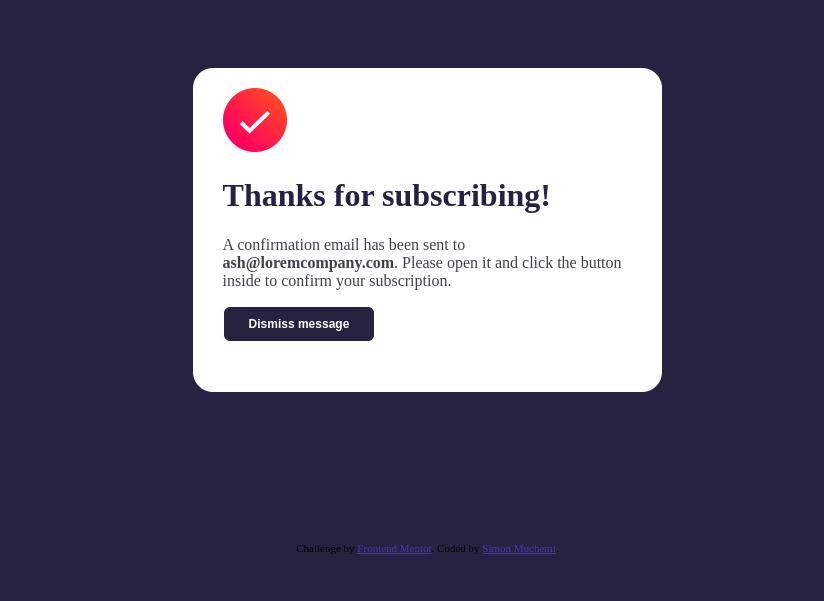 Thanks for subscribing!
A confirmation email has been sent to
ash@loremcompany.com. Please open it and click the button
inside to confirm your subscription.
Dismiss message
Challenge by Frontend Mentor. Coded by Simon Muchemi.